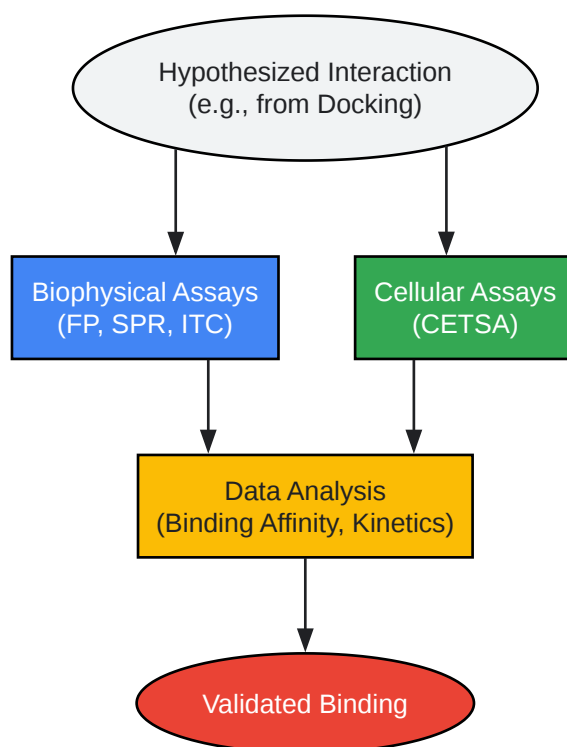 Hypothesized Interaction
(e.g., from Docking)
Biophysical Assays
(FP, SPR, ITC)
Cellular Assays
(CETSA)
Data Analysis
(Binding Affinity, Kinetics)
Validated Binding